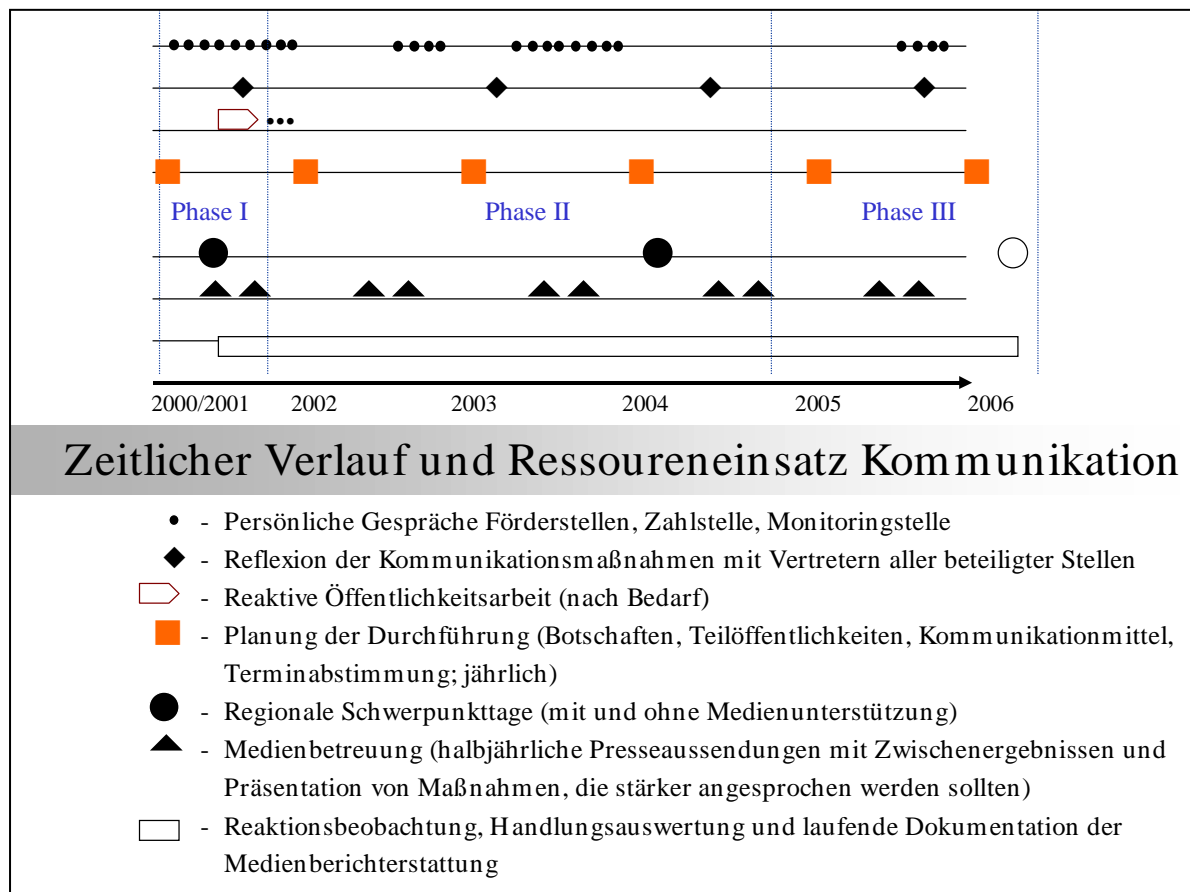 Phase I Phase II Phase III
2000/2001 2002 2003 2004 2005 2006
Zeitlicher Verlauf und Ressoureneinsatz Kommunikation
- Persönliche Gespräche Förderstellen, Zahlstelle, Monitoringstelle
- Reflexion der Kommunikationsmaßnahmen mit Vertretern aller beteiligter Stellen
- Reaktive Öffentlichkeitsarbeit (nach Bedarf)
- Planung der Durchführung (Botschaften, Teilöffentlichkeiten, Kommunikationmittel,
Terminabstimmung; jährlich)
- Regionale Schwerpunkttage (mit und ohne Medienunterstützung)
- Medienbetreuung (halbjährliche Presseaussendungen mit Zwischenergebnissen und
Präsentation von Maßnahmen, die stärker angesprochen werden sollten)
- Reaktionsbeobachtung, Handlungsauswertung und laufende Dokumentation der
Medienberichterstattung